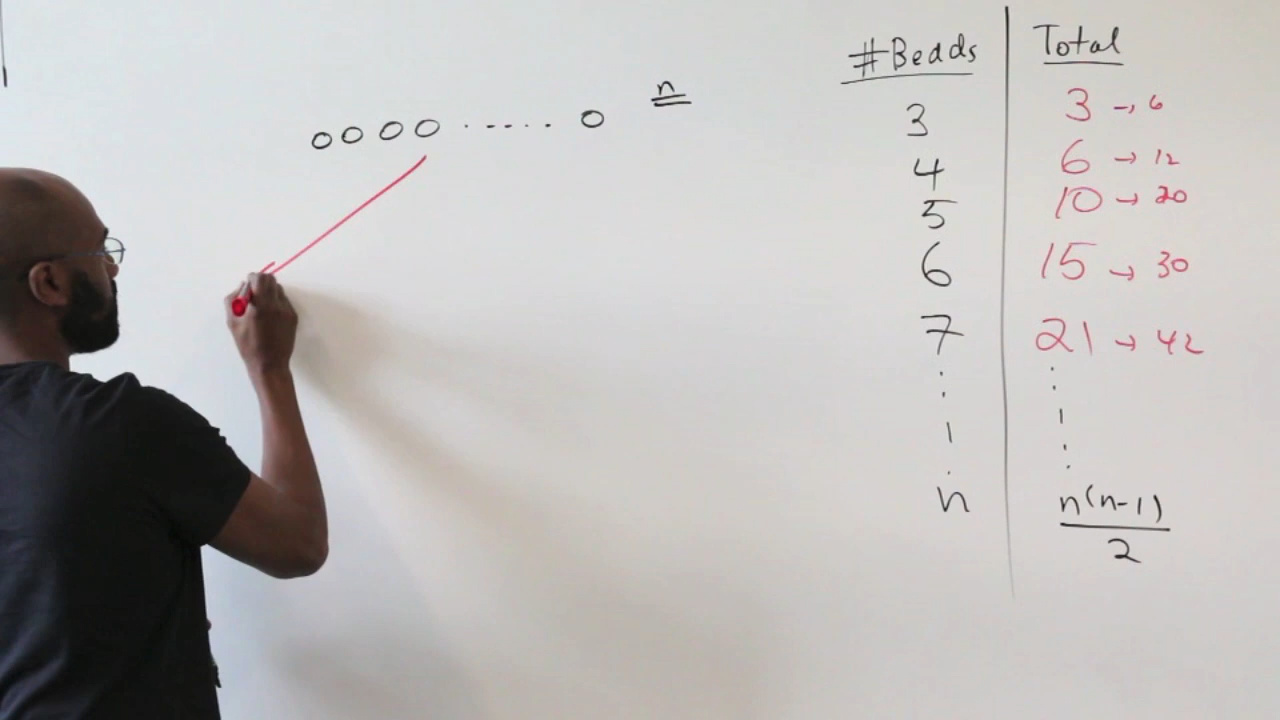 oooo ..... o n
#Beads Total
3 3 → 6
4 6 → 12
5 10 → 20
6 15 → 30
7 21 → 42
n n(n-1)
2